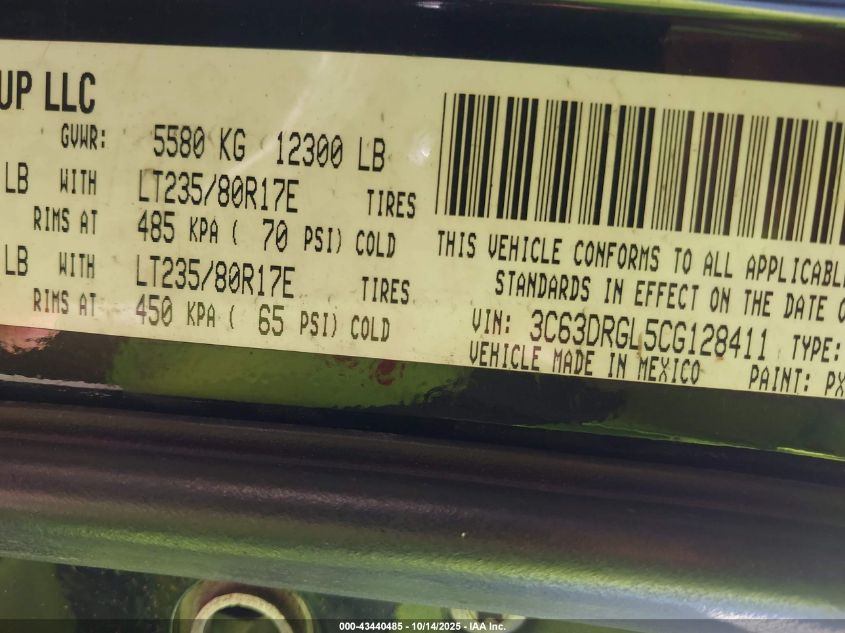 UP LLC
GVWR: 5580 KG 12300 LB
LB WITH LT235/80R17E TIRES
RIMS AT 485 KPA ( 70 PSI) COLD
LB WITH LT235/80R17E TIRES
RIMS AT 450 KPA ( 65 PSI) COLD
THIS VEHICLE CONFORMS TO ALL APPLICABLE
STANDARDS IN EFFECT ON THE DATE O
VIN: 3C63DRGL5CG128411 TYPE:
VEHICLE MADE IN MEXICO PAINT: PX
000-43440485 - 10/14/2025 - IAA Inc.